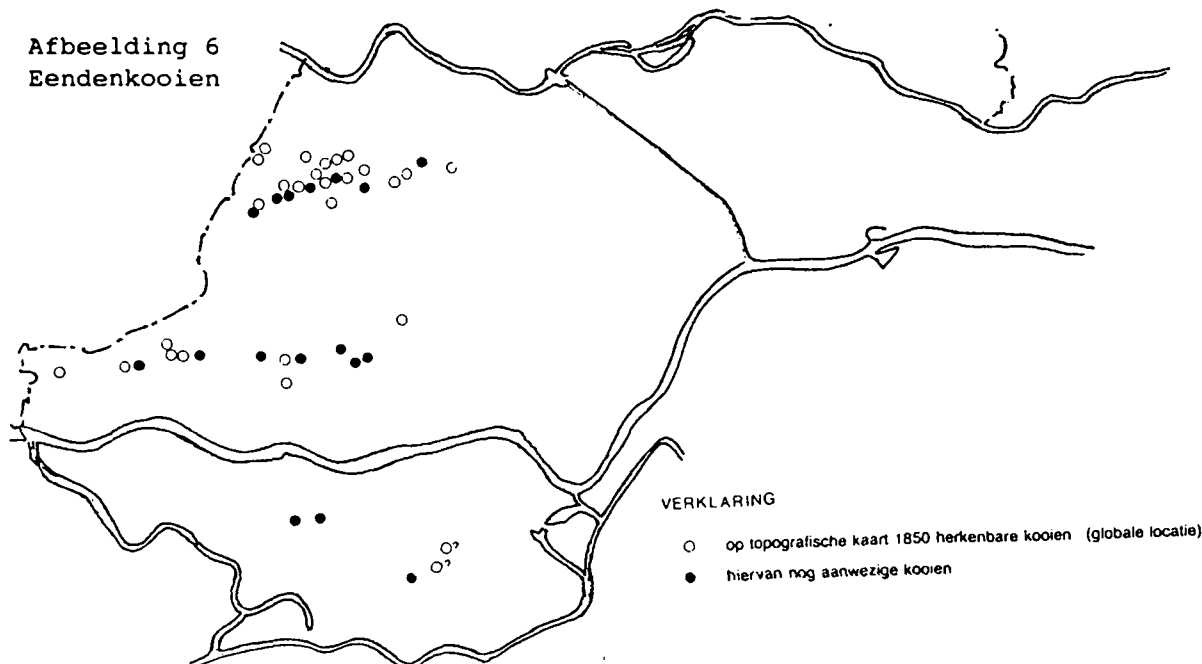 Afbeelding 6
Eendenkooien
? 
?
VERKLARING
op topografische kaart 1850 herkenbare kooien (globale locatie)
hiervan nog aanwezige kooien